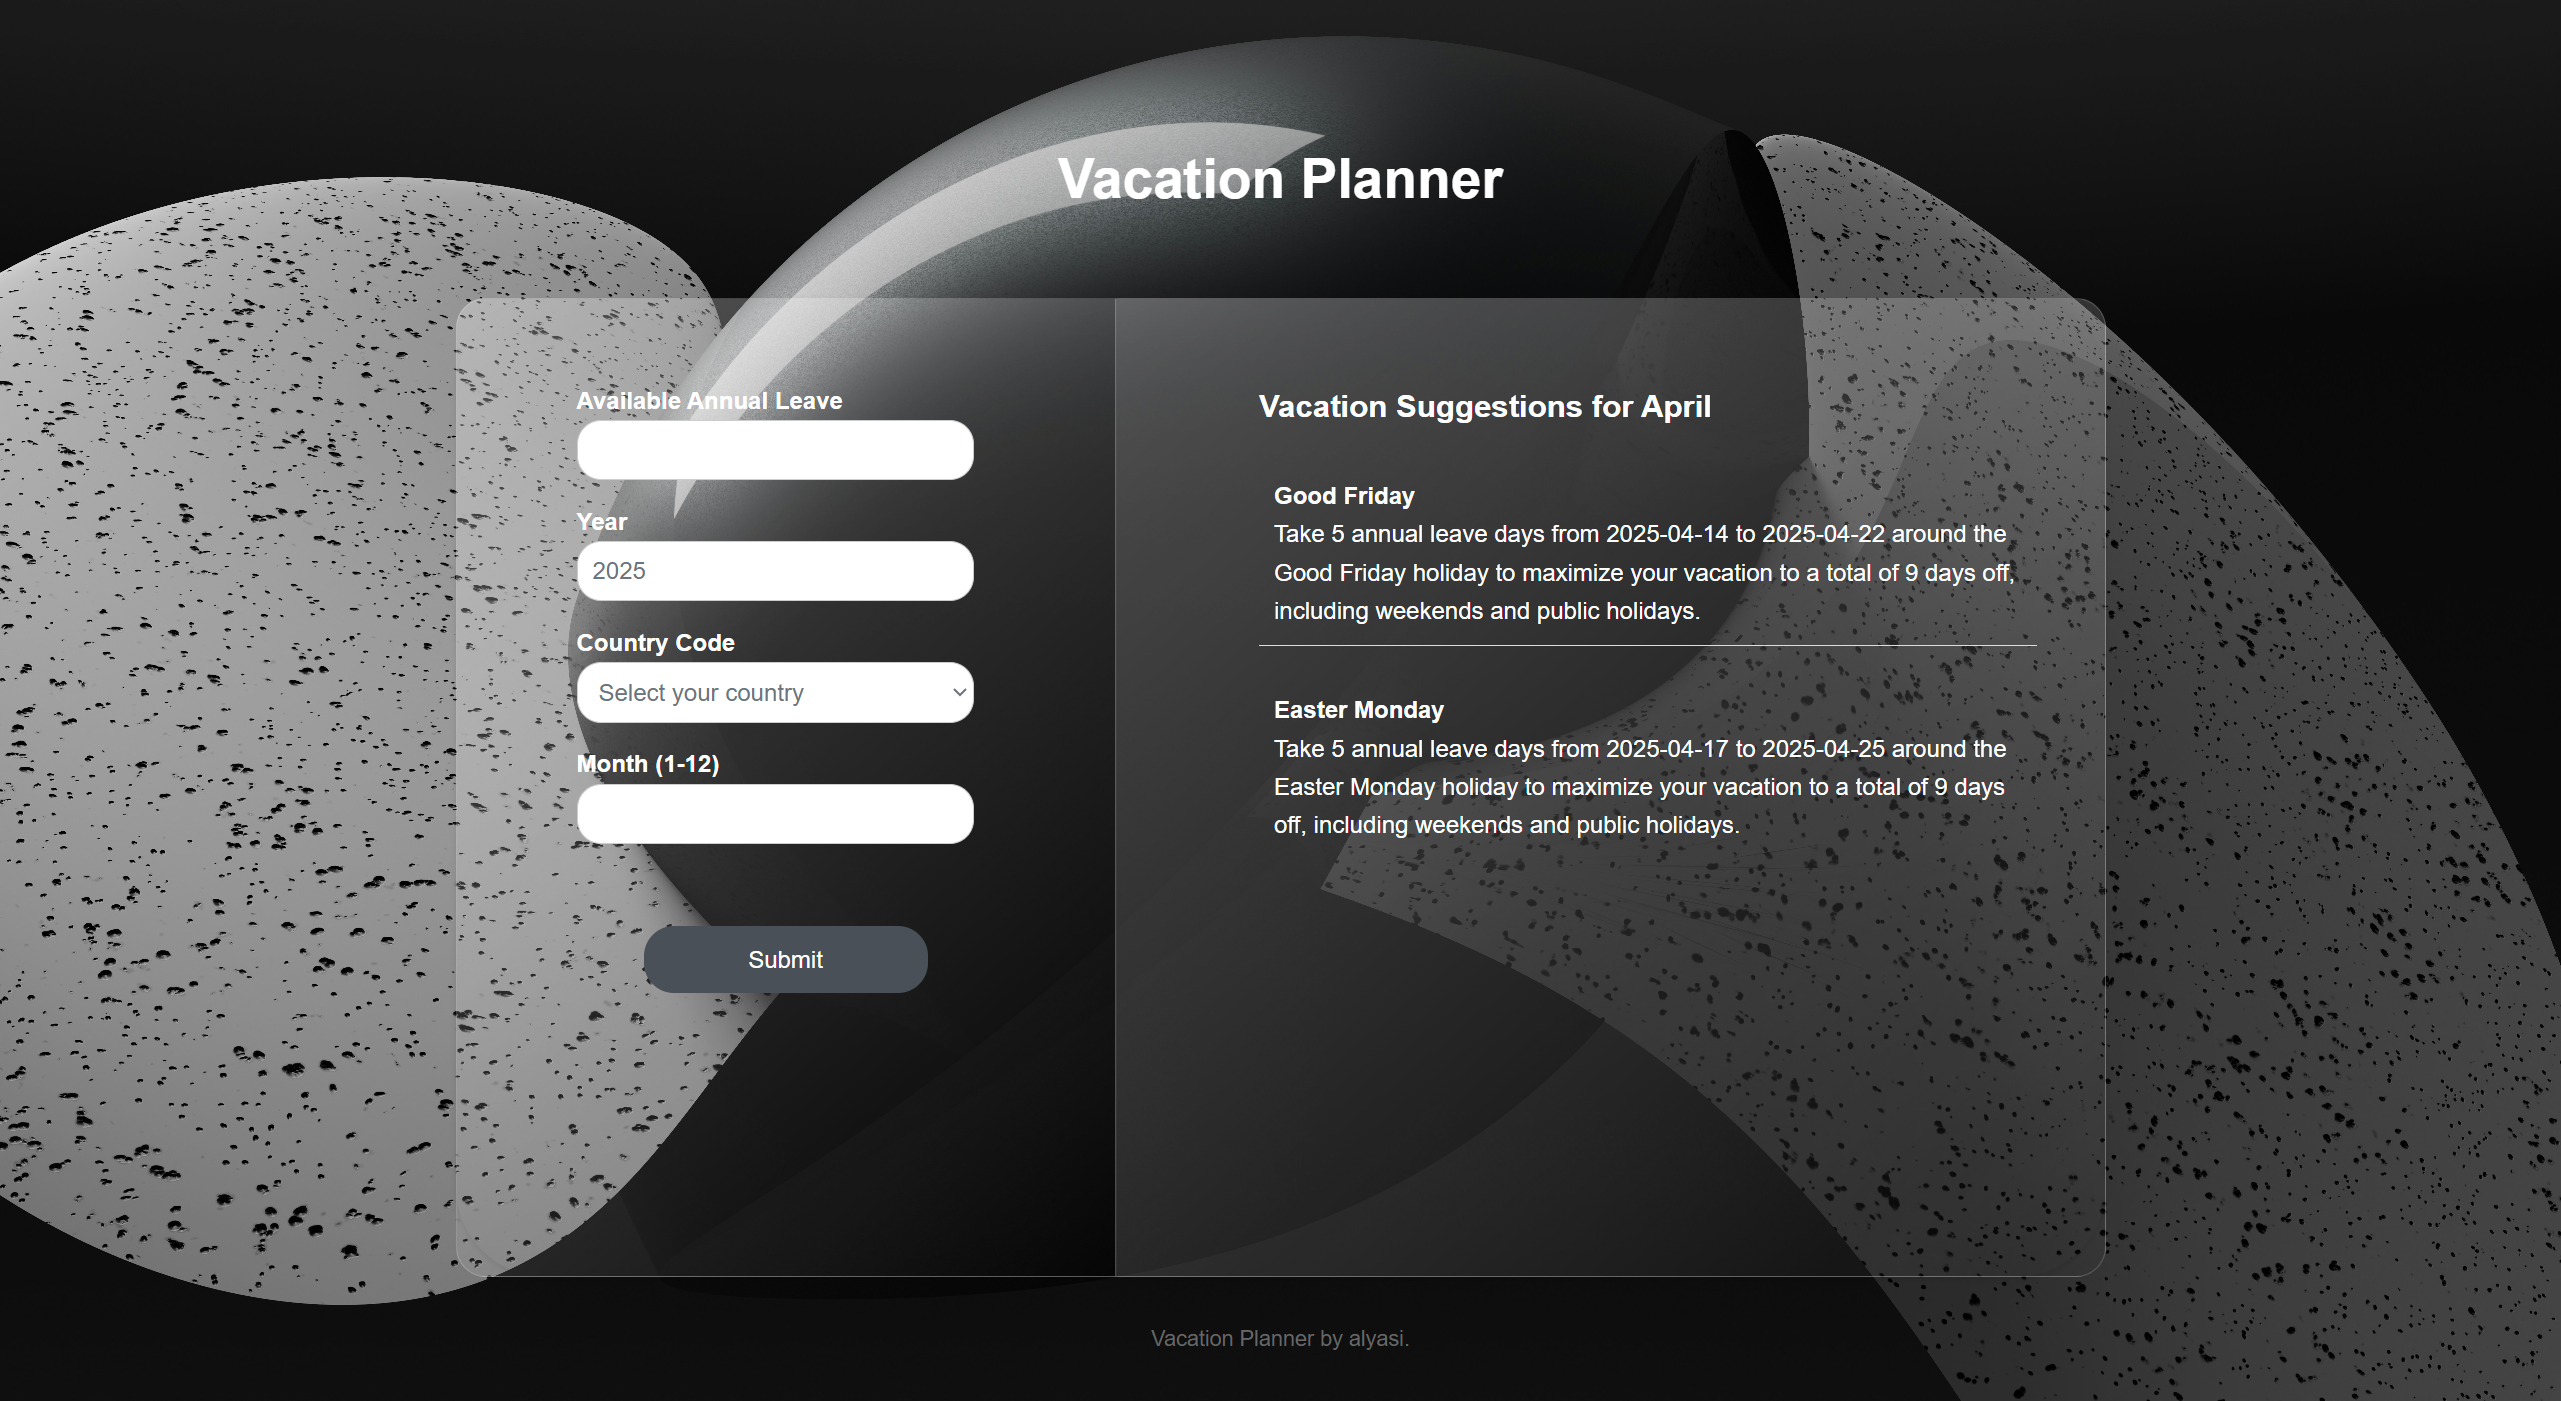 Vacation Planner
Available Annual Leave
Year
2025
Country Code
Select your country
Month (1-12)
Submit
Vacation Suggestions for April
Good Friday
Take 5 annual leave days from 2025-04-14 to 2025-04-22 around the
Good Friday holiday to maximize your vacation to a total of 9 days off,
including weekends and public holidays.
Easter Monday
Take 5 annual leave days from 2025-04-17 to 2025-04-25 around the
Easter Monday holiday to maximize your vacation to a total of 9 days
off, including weekends and public holidays.
Vacation Planner by alyasi.